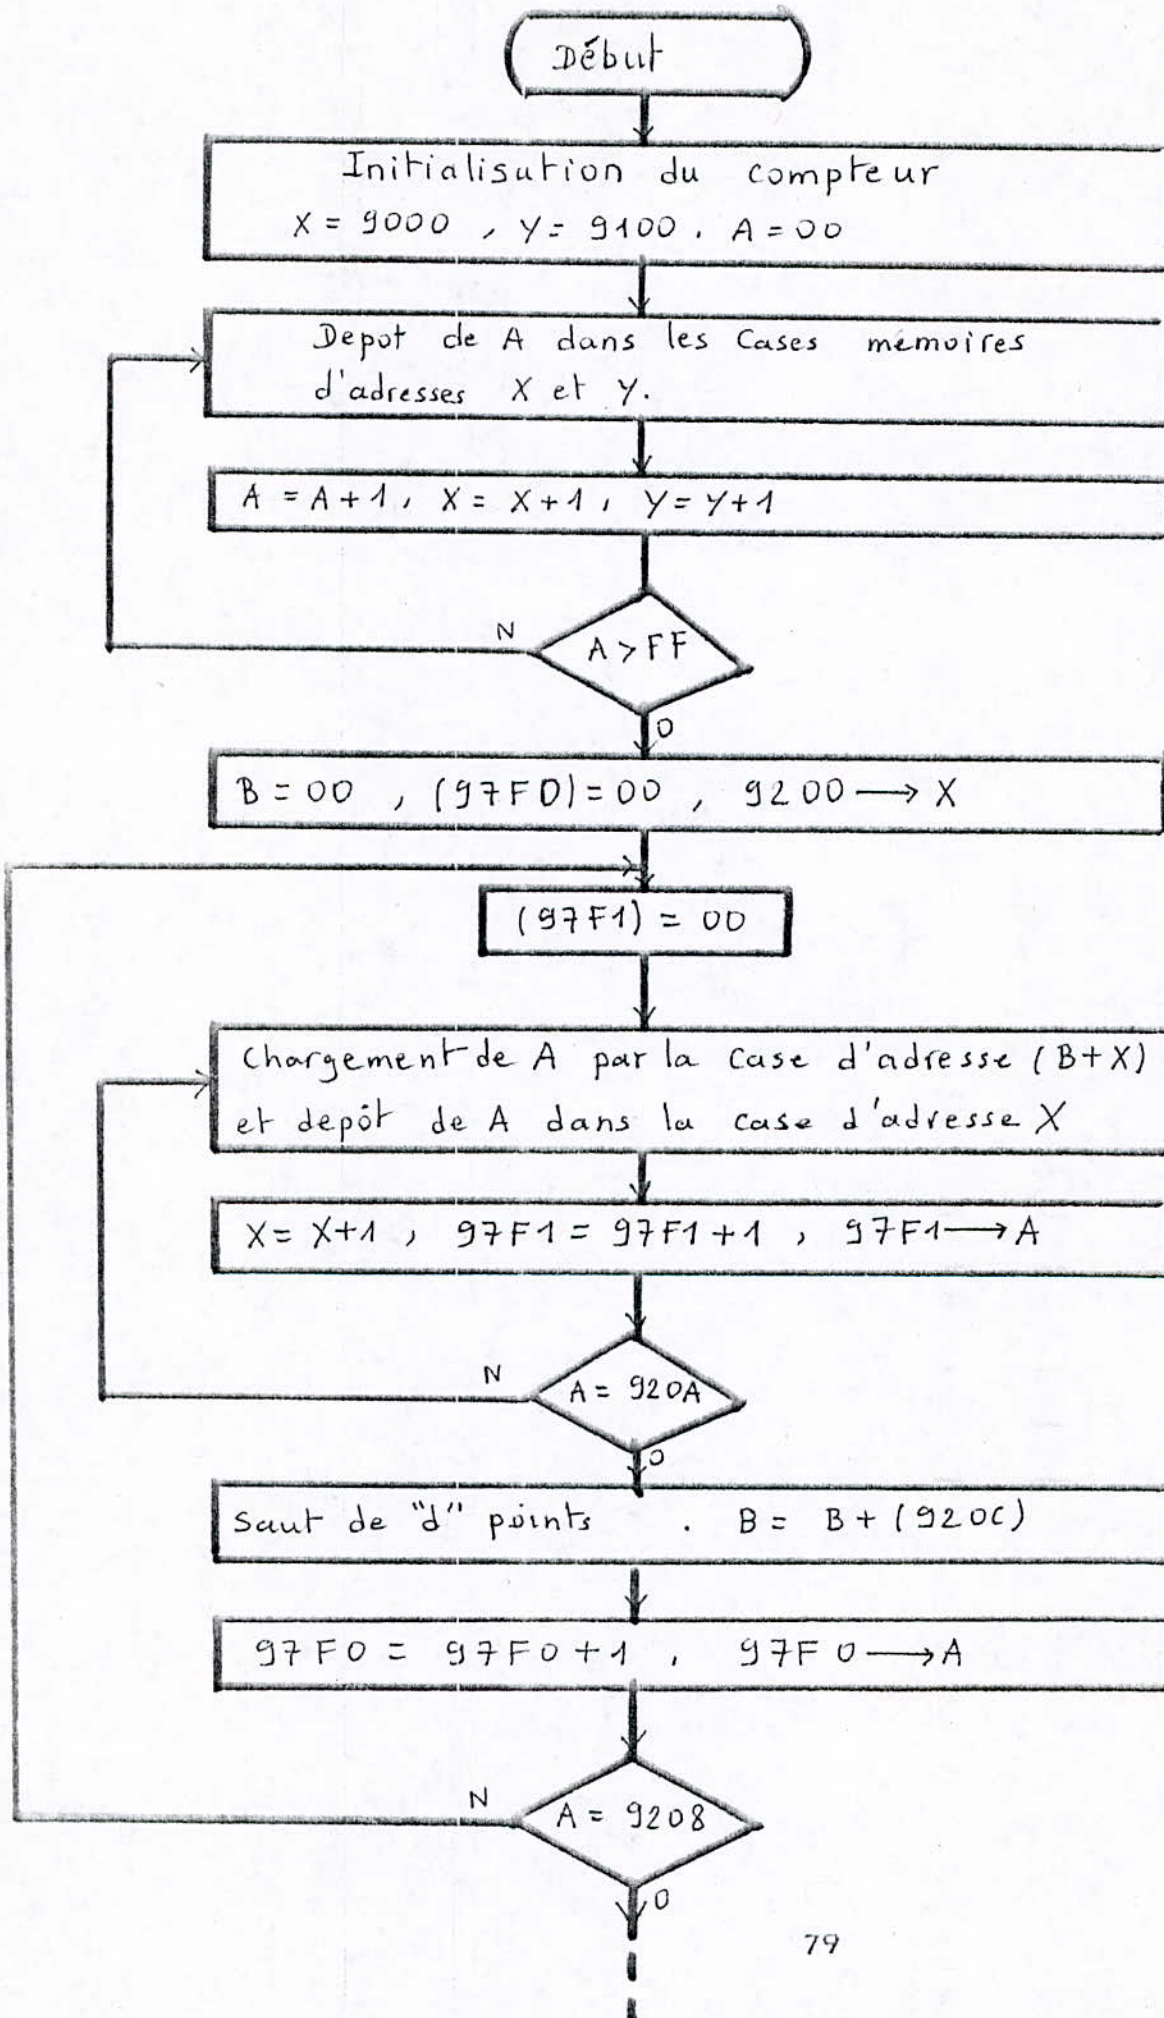 Début
Initialisation du compteur
X = 9000 , Y = 9100 . A = 00
Depot de A dans les Cases mémoires
d'adresses X et Y.
A = A + 1 , X = X + 1 , Y = Y + 1
N
A > FF
O
B = 00 , (97F0) = 00 , 9200 → X
(97F1) = 00
Chargement de A par la case d'adresse (B+X)
et depôt de A dans la case d'adresse X
X = X+1 , 97F1 = 97F1 + 1 , 97F1 → A
N
A = 920A
O
Saut de "d" points . B = B + (920C)
97F0 = 97F0 + 1 , 97F0 → A
N
A = 9208
O
79